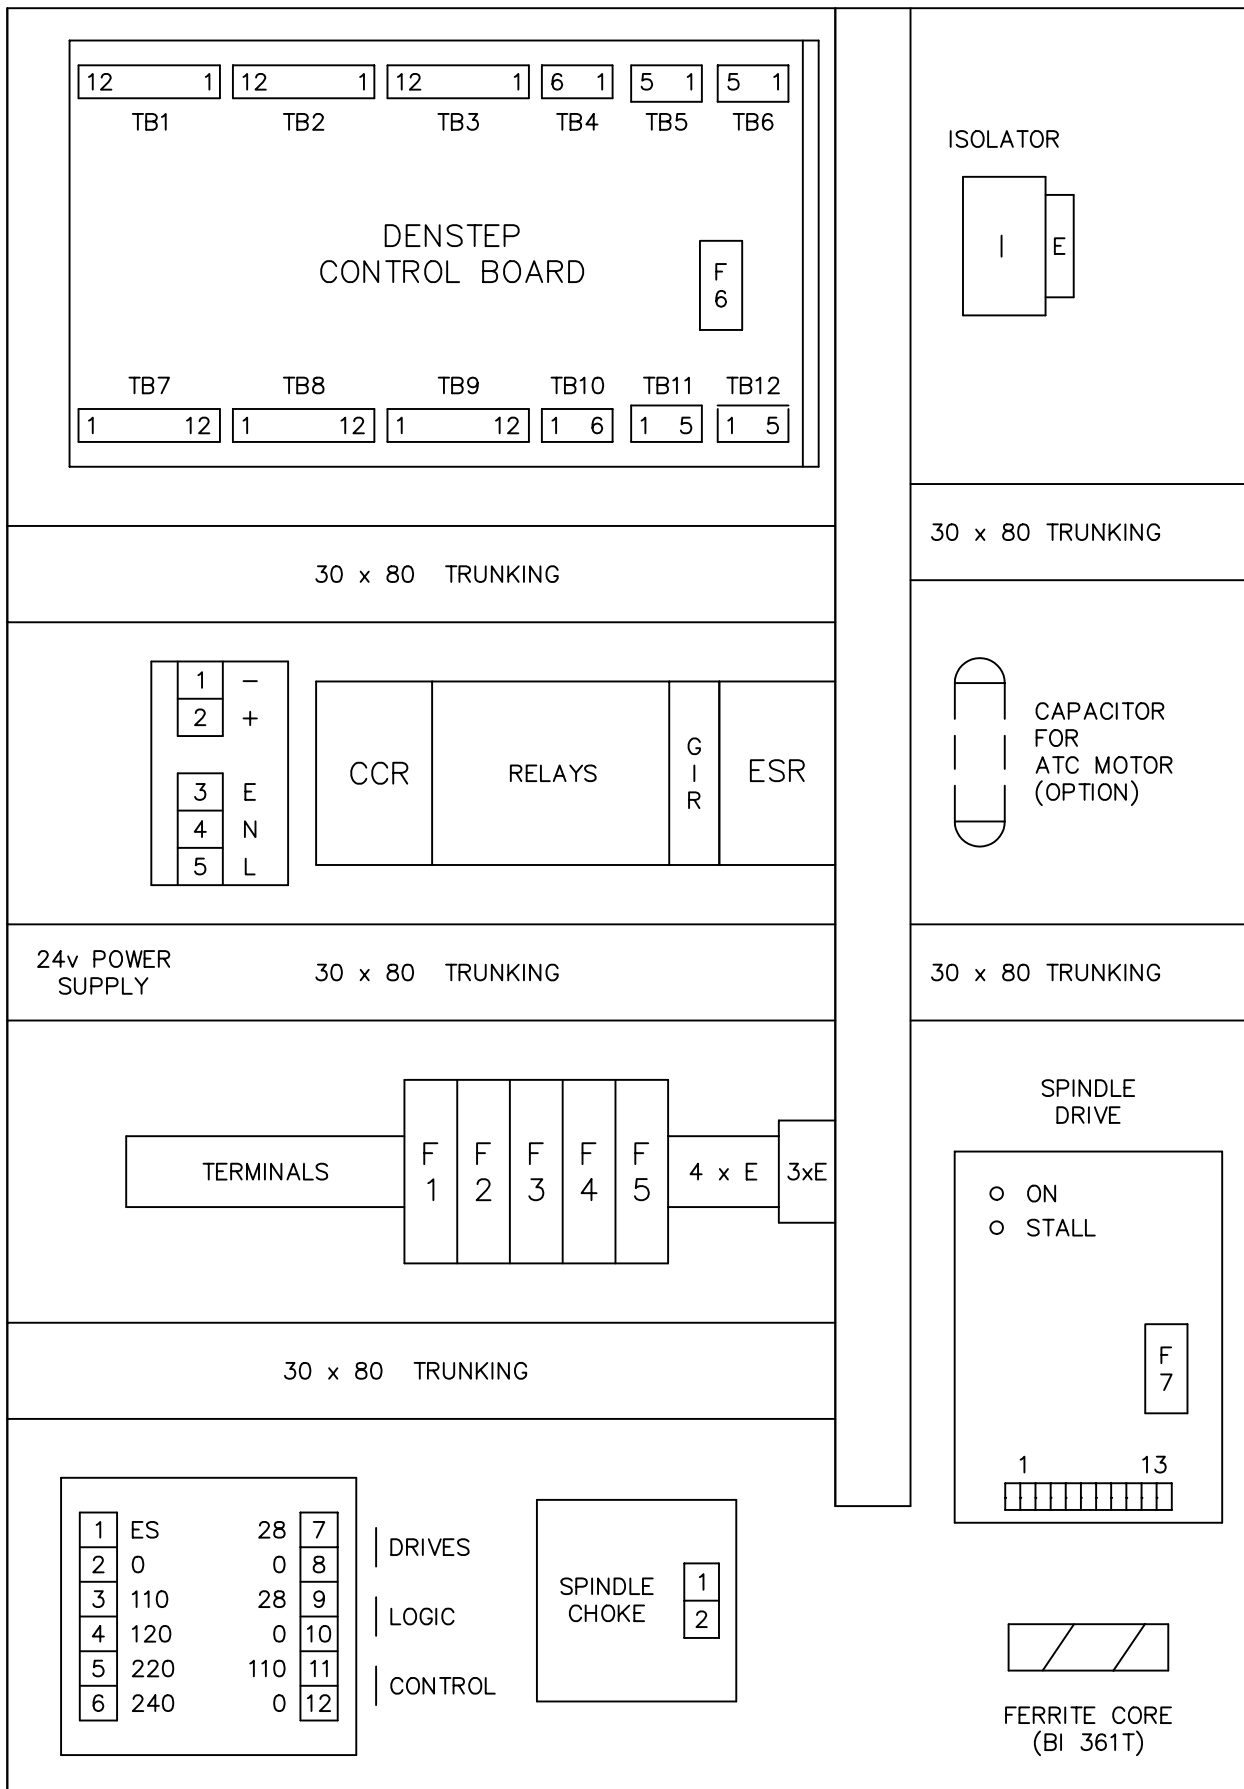 12 1 12 1 12 1 6 1 5 1 5 1
TB1 TB2 TB3 TB4 TB5 TB6
DENSTEP
CONTROL BOARD
F
6
TB7 TB8 TB9 TB10 TB11 TB12
1 12 1 12 1 12 1 6 1 5 1 5
ISOLATOR
I E
30 x 80 TRUNKING
30 x 80 TRUNKING
1 −
2 +
3 E
4 N
5 L
CCR
RELAYS
G
I
R
ESR
CAPACITOR
FOR
ATC MOTOR
(OPTION)
24v POWER
SUPPLY
30 x 80 TRUNKING
30 x 80 TRUNKING
TERMINALS
F
1
F
2
F
3
F
4
F
5
4 x E
3xE
SPINDLE
DRIVE
ON
STALL
F
7
1 13
30 x 80 TRUNKING
1 ES 28 7
2 0 0 8
3 110 28 9
4 120 0 10
5 220 110 11
6 240 0 12
DRIVES
LOGIC
CONTROL
SPINDLE
CHOKE
1
2
FERRITE CORE
(BI 361T)